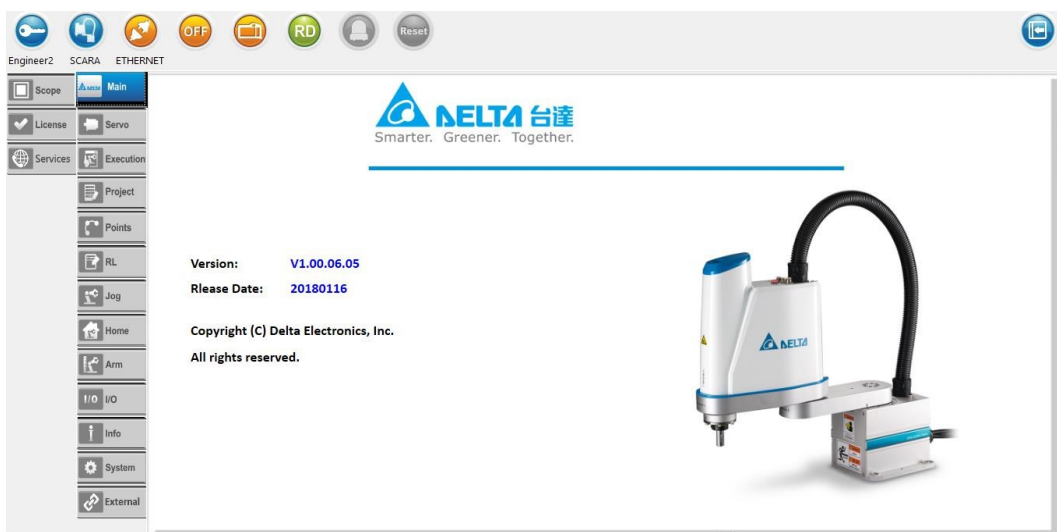 OFF
RD
Reset
Engineer2 SCARA ETHERNET
Scope
License
Services
Main
Servo
Execution
Project
Points
RL
Jog
Home
Arm
I/O I/O
Info
System
External
DELTA 台達
Smarter. Greener. Together.
Version: V1.00.06.05
Rlease Date: 20180116
Copyright (C) Delta Electronics, Inc.
All rights reserved.
DELTA